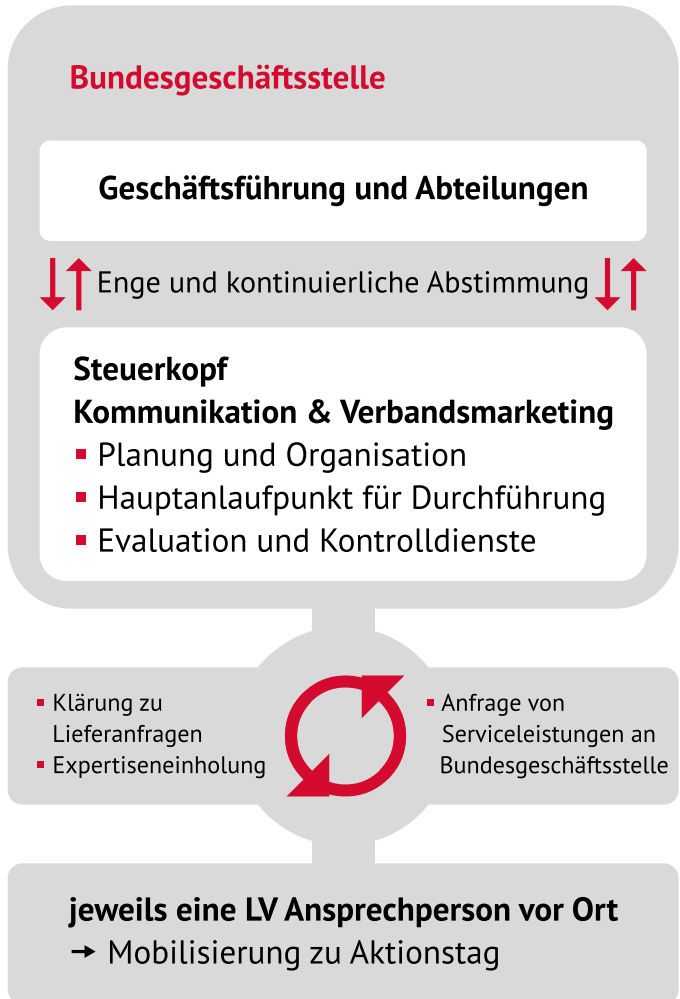 Bundesgeschäftsstelle
Geschäftsführung und Abteilungen
Enge und kontinuierliche Abstimmung
Steuerkopf
Kommunikation & Verbandsmarketing
▪ Planung und Organisation
▪ Hauptanlaufpunkt für Durchführung
▪ Evaluation und Kontrolldienste
▪ Klärung zu
Lieferanfragen
▪ Expertiseneinholung
▪ Anfrage von
Serviceleistungen an
Bundesgeschäftsstelle
jeweils eine LV Ansprechperson vor Ort
→ Mobilisierung zu Aktionstag